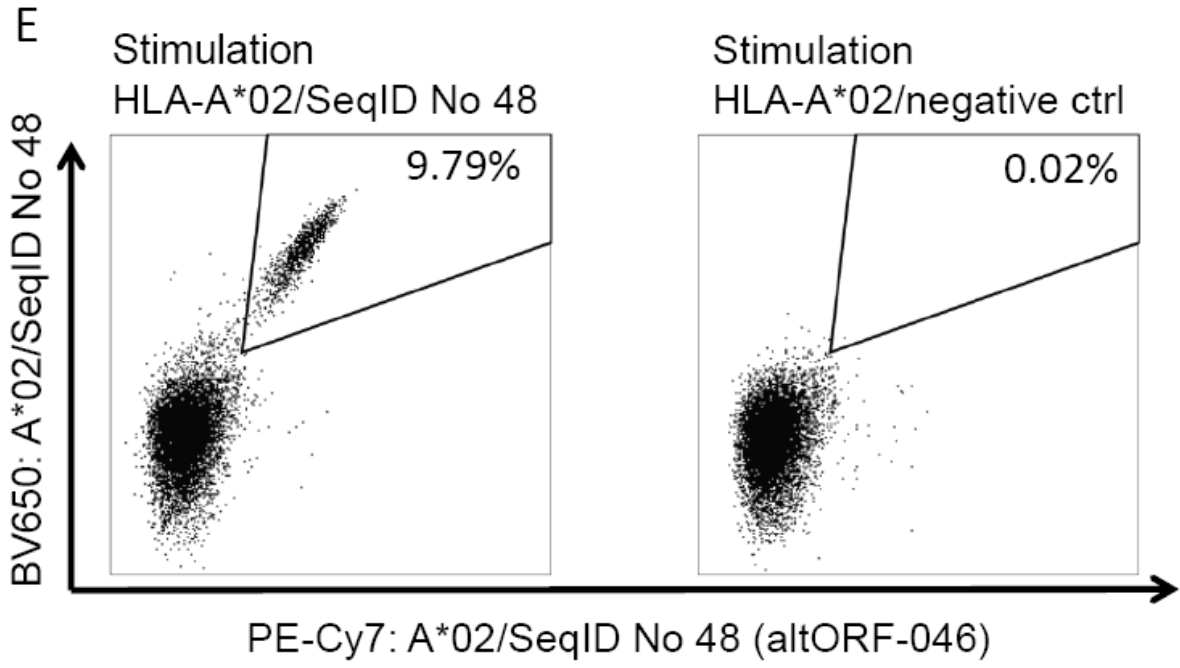 E
Stimulation
HLA-A*02/SeqID No 48
Stimulation
HLA-A*02/negative ctrl
BV650: A*02/SeqID No 48
9.79%
0.02%
PE-Cy7: A*02/SeqID No 48 (altORF-046)